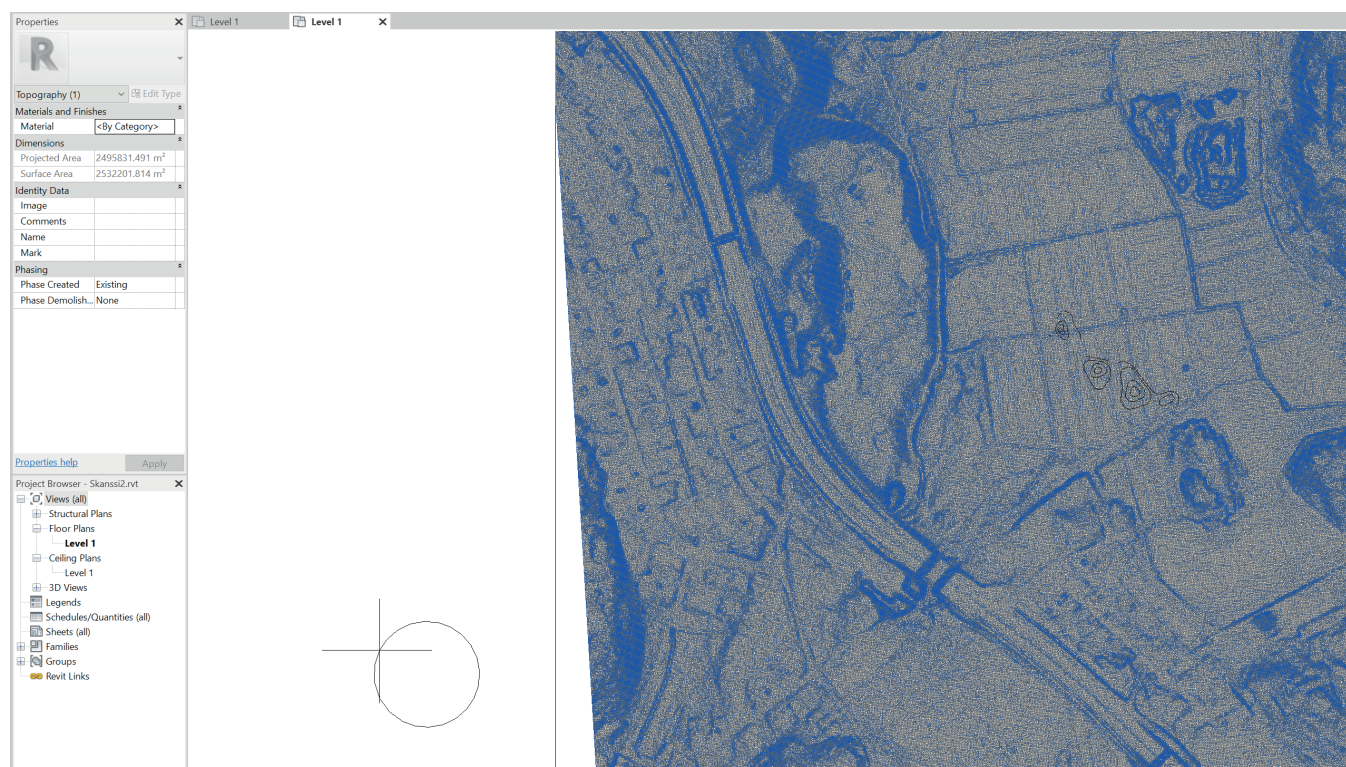 Properties
Level 1
Level 1
R
Topography (1)
Edit Type
Materials and Finishes
Material <By Category>
Dimensions
Projected Area 2495831.491 m²
Surface Area 2532201.814 m²
Identity Data
Image
Comments
Name
Mark
Phasing
Phase Created Existing
Phase Demolish... None
Properties help
Apply
Project Browser - Skanssi2.rvt
Views (all)
Structural Plans
Floor Plans
Level 1
Ceiling Plans
Level 1
3D Views
Legends
Schedules/Quantities (all)
Sheets (all)
Families
Groups
Revit Links